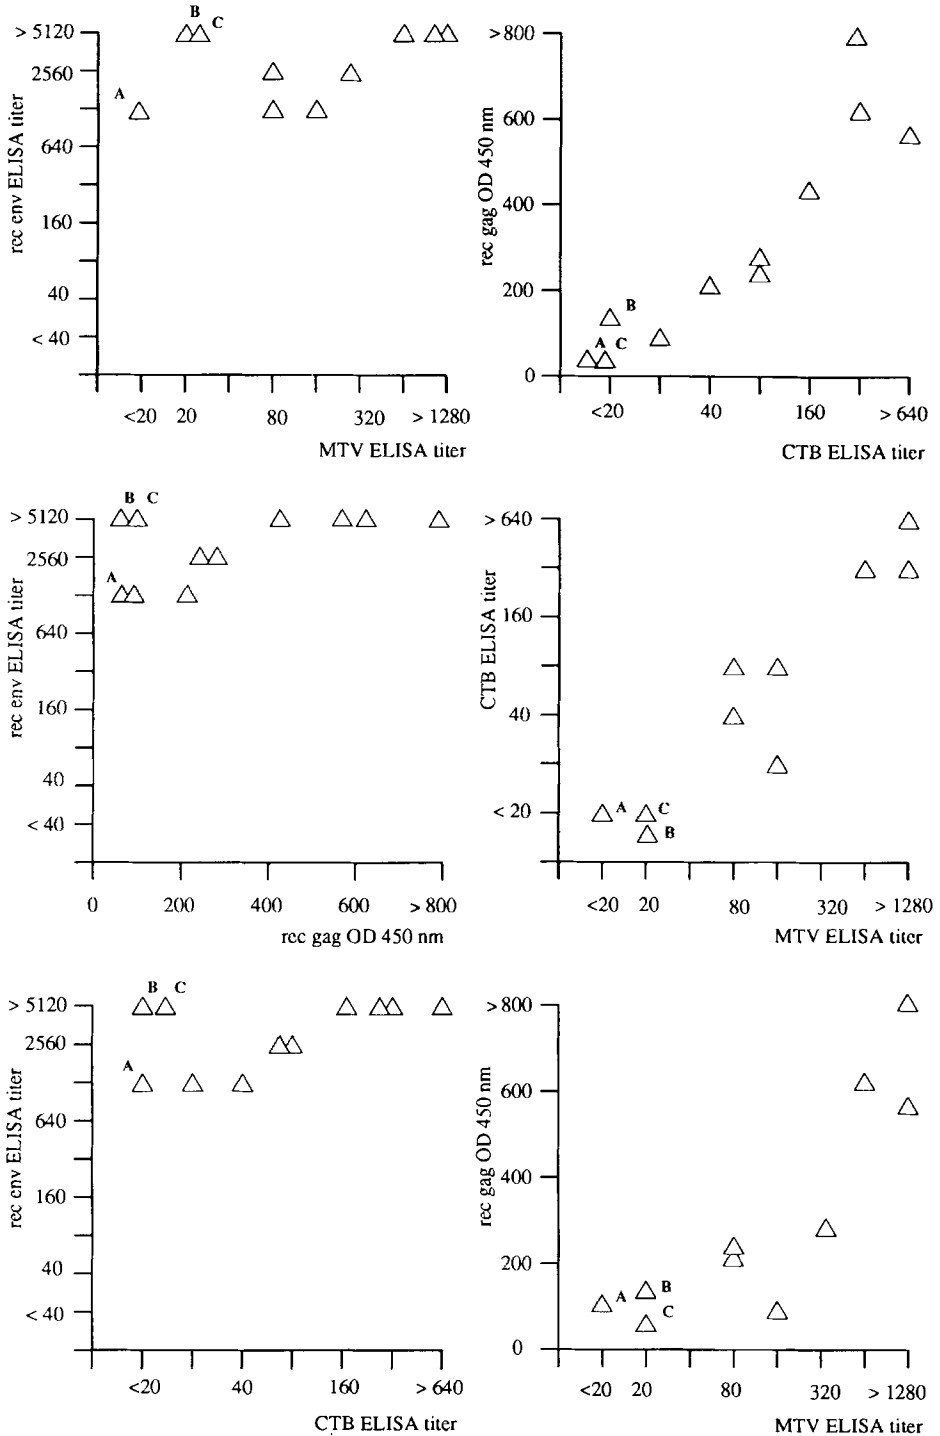 B
C
> 5120
2560
A
640
160
40
< 40
rec env ELISA titer
<20 20 80 320 > 1280
MTV ELISA titer
>800
600
400
200
0
rec gag OD 450 nm
B
A C
<20 40 160 > 640
CTB ELISA titer
B C
> 5120
2560
A
640
160
40
< 40
rec env ELISA titer
0 200 400 600 > 800
rec gag OD 450 nm
> 640
160
40
< 20
CTB ELISA titer
A C
B
<20 20 80 320 > 1280
MTV ELISA titer
B C
> 5120
2560
A
640
160
40
< 40
rec env ELISA titer
<20 40 160 > 640
CTB ELISA titer
>800
600
400
200
0
rec gag OD 450 nm
A B
C
<20 20 80 320 > 1280
MTV ELISA titer